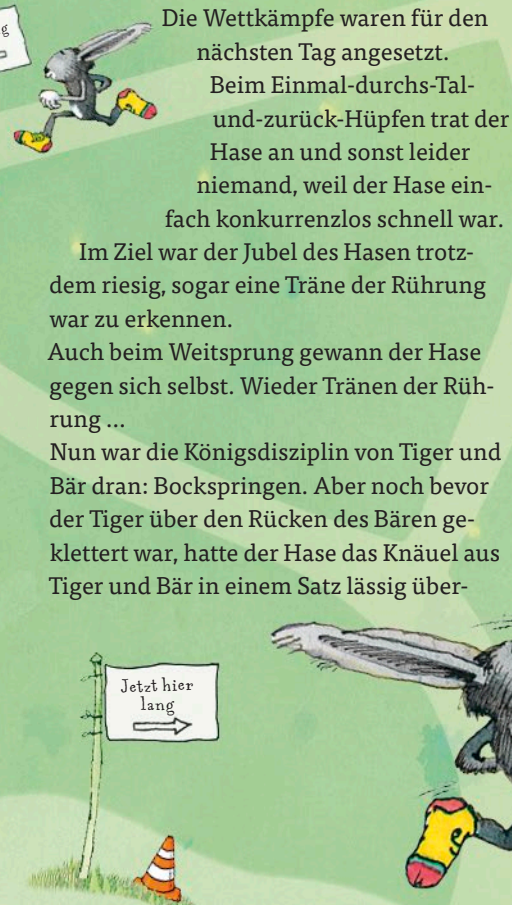 Die Wettkämpfe waren für den
nächsten Tag angesetzt.
Beim Einmal-durchs-Tal-
und-zurück-Hüpfen trat der
Hase an und sonst leider
niemand, weil der Hase ein-
fach konkurrenzlos schnell war.
Im Ziel war der Jubel des Hasen trotz-
dem riesig, sogar eine Träne der Rührung
war zu erkennen.
Auch beim Weitsprung gewann der Hase
gegen sich selbst. Wieder Tränen der Rüh-
rung ...
Nun war die Königsdisziplin von Tiger und
Bär dran: Bockspringen. Aber noch bevor
der Tiger über den Rücken des Bären ge-
klettert war, hatte der Hase das Knäuel aus
Tiger und Bär in einem Satz lässig über-
Jetzt hier
lang